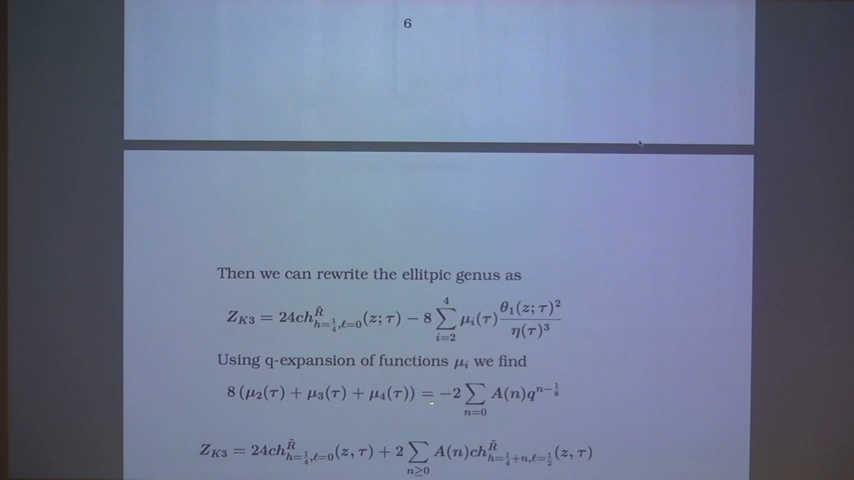 6
Then we can rewrite the ellitpic genus as
$Z_{K3} = 24ch^{\tilde{R}}_{h=\frac{1}{4},\ell=0}(z;\tau) - 8\sum_{i=2}^{4}\mu_i(\tau)\frac{\theta_1(z;\tau)^2}{\eta(\tau)^3}$
Using q-expansion of functions $\mu_i$ we find
$8(\mu_2(\tau) + \mu_3(\tau) + \mu_4(\tau)) = -2\sum_{n=0} A(n)q^{n-\frac{1}{8}}$
$Z_{K3} = 24ch^{\tilde{R}}_{h=\frac{1}{4},\ell=0}(z,\tau) + 2\sum_{n\geq 0} A(n)ch^{\tilde{R}}_{h=\frac{1}{4}+n,\ell=\frac{1}{2}}(z,\tau)$